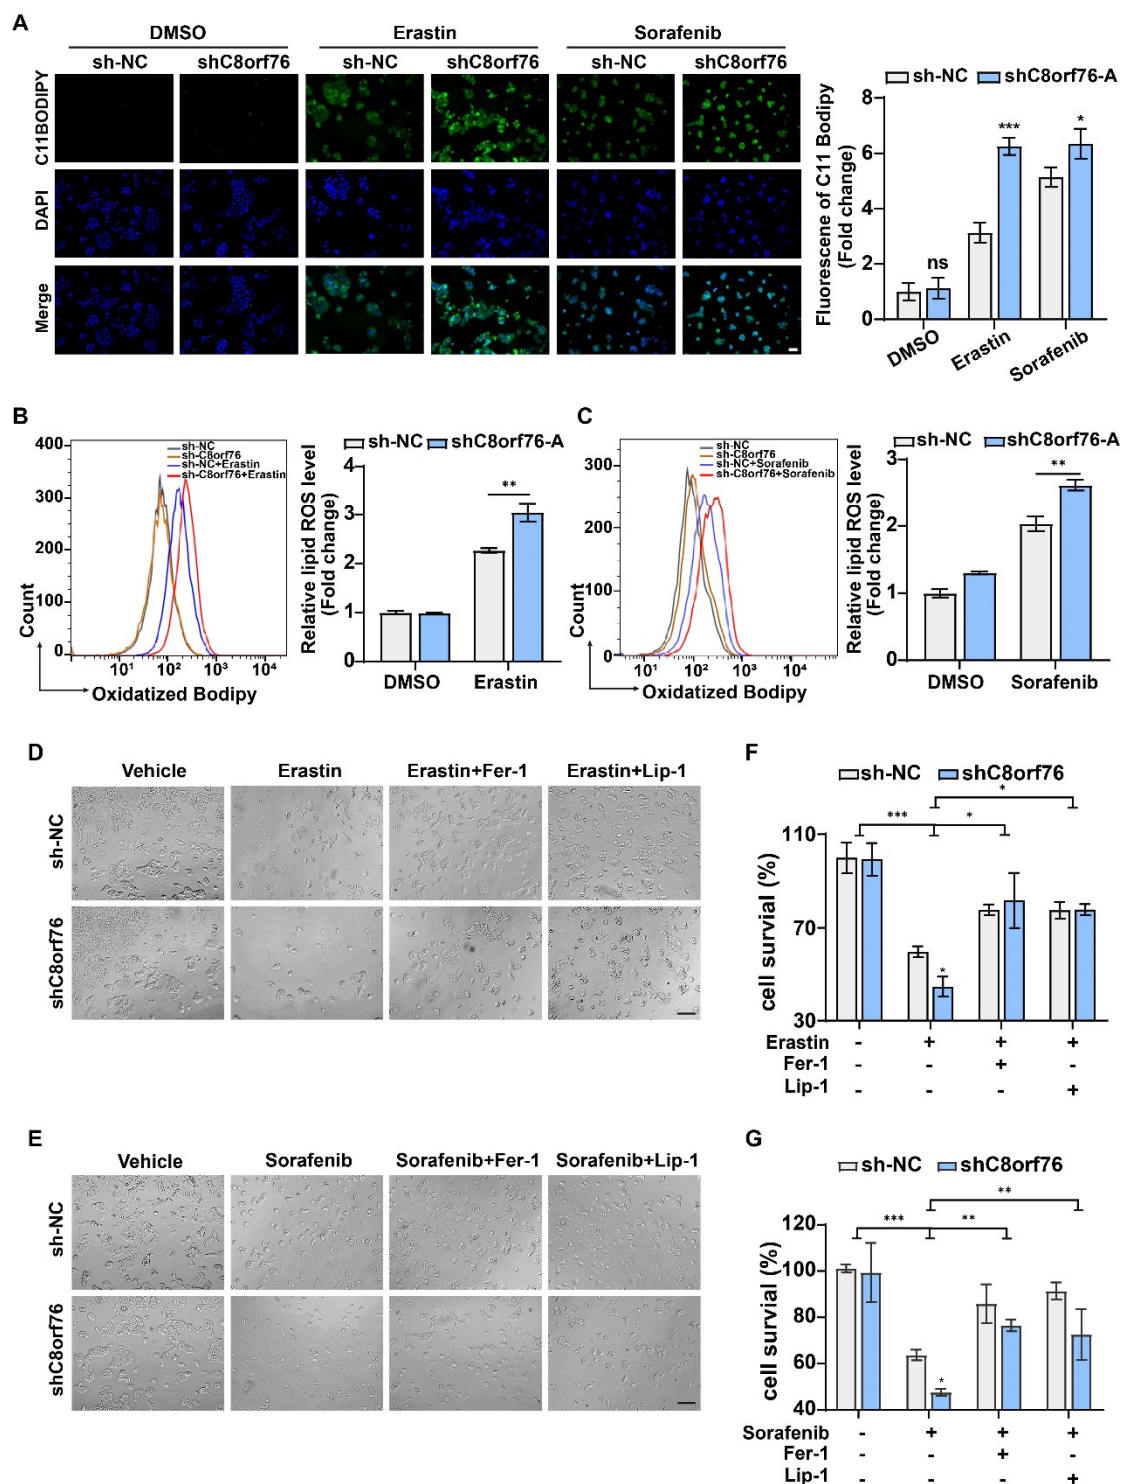 A
DMSO Erastin Sorafenib
sh-NC shC8orf76 sh-NC shC8orf76 sh-NC shC8orf76
C11BODIPY
DAPI
Merge
sh-NC shC8orf76-A
Fluorescene of C11 Bodipy
(Fold change)
8
6
4
2
0
ns
***
*
DMSO
Erastin
Sorafenib
B
400
300
200
100
0
Count
sh-NC
sh-C8orf76
sh-NC+Erastin
sh-C8orf76+Erastin
10¹ 10² 10³ 10⁴
Oxidatized Bodipy
sh-NC shC8orf76-A
Relative lipid ROS level
(Fold change)
4
3
2
1
0
**
DMSO Erastin
C
300
200
100
0
Count
sh-NC
sh-C8orf76
sh-NC+Sorafenib
sh-C8orf76+Sorafenib
10¹ 10² 10³ 10⁴
Oxidatized Bodipy
sh-NC shC8orf76-A
Relative lipid ROS level
(Fold change)
3
2
1
0
**
DMSO Sorafenib
D
Vehicle Erastin Erastin+Fer-1 Erastin+Lip-1
sh-NC
shC8orf76
F
sh-NC shC8orf76
*
*** *
cell survial (%)
110
70
30
*
Erastin - + + +
Fer-1 - - + -
Lip-1 - - - +
E
Vehicle Sorafenib Sorafenib+Fer-1 Sorafenib+Lip-1
sh-NC
shC8orf76
G
sh-NC shC8orf76
**
*** **
cell survial (%)
120
100
80
60
40
*
Sorafenib - + + +
Fer-1 - - + -
Lip-1 - - - +